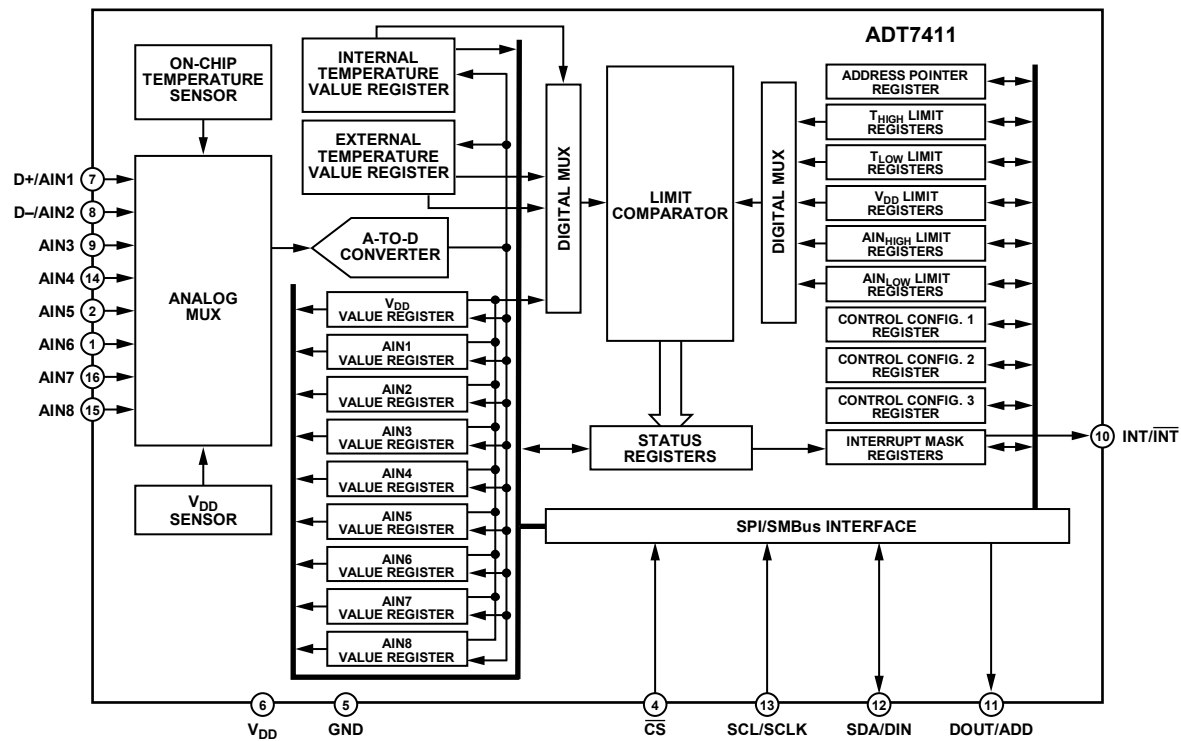 ADT7411
ON-CHIP
TEMPERATURE
SENSOR
INTERNAL
TEMPERATURE
VALUE REGISTER
EXTERNAL
TEMPERATURE
VALUE REGISTER
D+/AIN1
7
D–/AIN2
8
AIN3
9
AIN4
14
AIN5
2
AIN6
1
AIN7
16
AIN8
15
ANALOG
MUX
A-TO-D
CONVERTER
VDD
SENSOR
VDD
VALUE REGISTER
AIN1
VALUE REGISTER
AIN2
VALUE REGISTER
AIN3
VALUE REGISTER
AIN4
VALUE REGISTER
AIN5
VALUE REGISTER
AIN6
VALUE REGISTER
AIN7
VALUE REGISTER
AIN8
VALUE REGISTER
DIGITAL MUX
LIMIT
COMPARATOR
DIGITAL MUX
ADDRESS POINTER
REGISTER
THIGH LIMIT
REGISTERS
TLOW LIMIT
REGISTERS
VDD LIMIT
REGISTERS
AINHIGH LIMIT
REGISTERS
AINLOW LIMIT
REGISTERS
CONTROL CONFIG. 1
REGISTER
CONTROL CONFIG. 2
REGISTER
CONTROL CONFIG. 3
REGISTER
STATUS
REGISTERS
INTERRUPT MASK
REGISTERS
10
INT/INT
SPI/SMBus INTERFACE
6
VDD
5
GND
4
CS
13
SCL/SCLK
12
SDA/DIN
11
DOUT/ADD